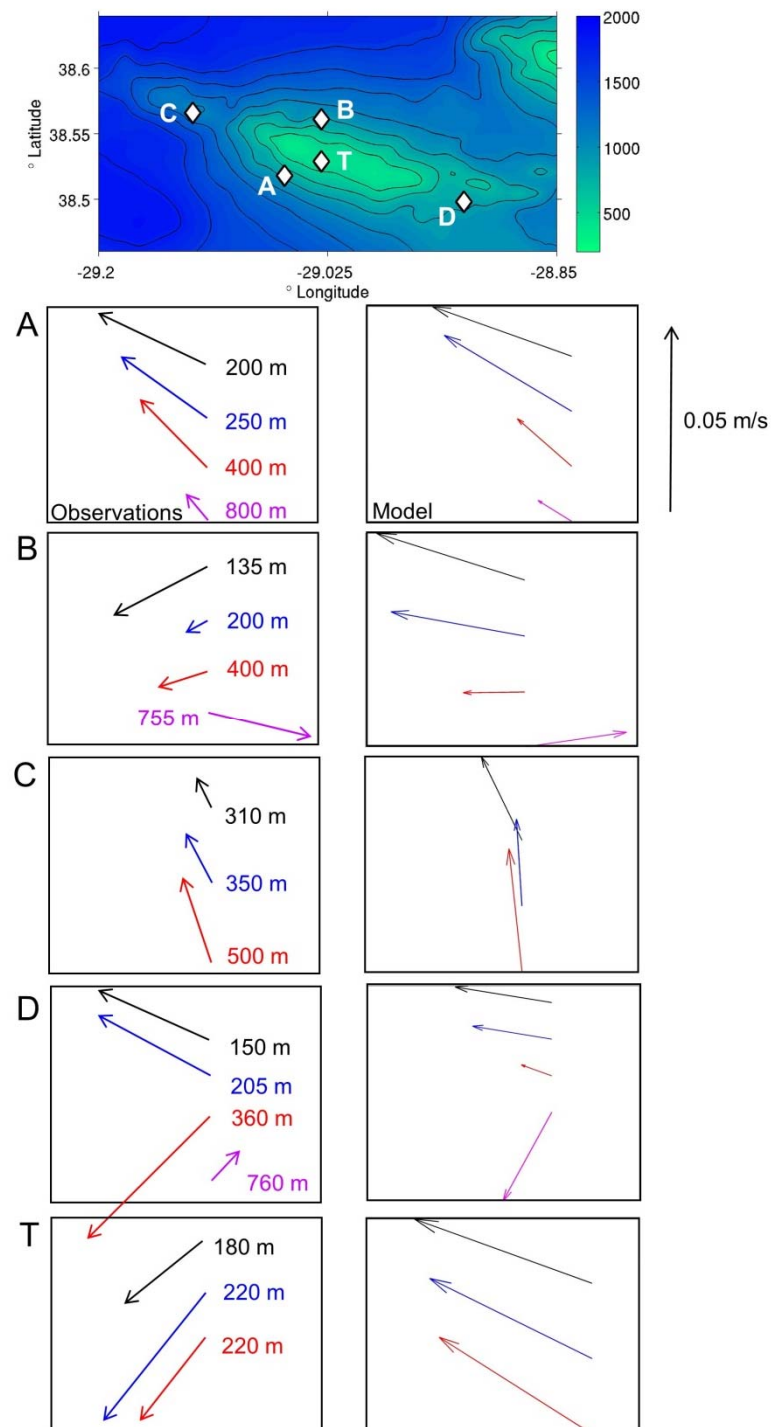 2000
38.6
1500
C
B
38.55
° Latitude
T
1000
A
38.5
D
500
-29.2
-29.025
-28.85
° Longitude
A
200 m
250 m
0.05 m/s
400 m
Observations
800 m
Model
B
135 m
200 m
400 m
755 m
C
310 m
350 m
500 m
D
150 m
205 m
360 m
760 m
T
180 m
220 m
220 m